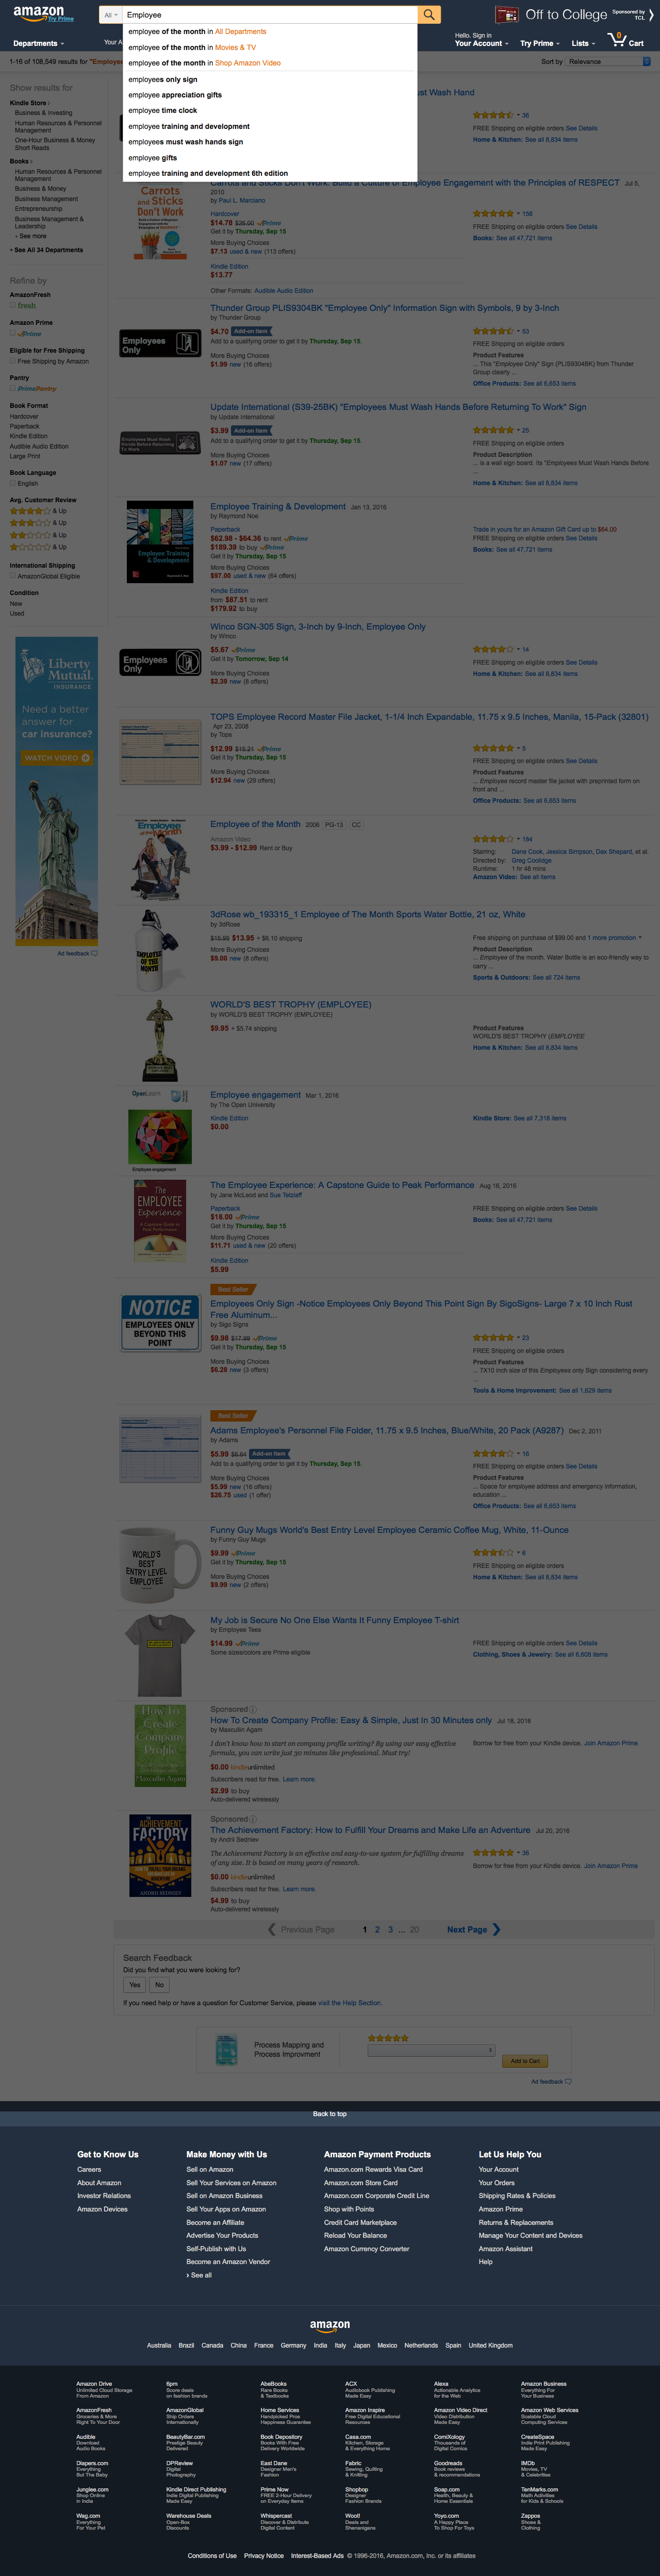 amazon
Try Prime
All
Employee
Off to College
Sponsored by
TCL
Departments
Your A
Hello. Sign in
Your Account
Try Prime
Lists
0
Cart
employee of the month in All Departments
employee of the month in Movies & TV
employee of the month in Shop Amazon Video
employees only sign
employee appreciation gifts
employee time clock
employee training and development
employees must wash hands sign
employee gifts
employee training and development 6th edition
1-16 of 108,549 results for "Employe
Sort by
Relevance
Show results for
Kindle Store
Business & Investing
Human Resources & Personnel
Management
One-Hour Business & Money
Short Reads
Books
Human Resources & Personnel
Management
Business & Money
Business Management
Entrepreneurship
Business Management &
Leadership
+ See more
+ See All 34 Departments
Refine by
AmazonFresh
fresh
Amazon Prime
Prime
Eligible for Free Shipping
Free Shipping by Amazon
Pantry
PrimePantry
Book Format
Hardcover
Paperback
Kindle Edition
Audible Audio Edition
Large Print
Book Language
English
Avg. Customer Review
& Up
& Up
& Up
& Up
International Shipping
AmazonGlobal Eligible
Condition
New
Used
Liberty
Mutual.
INSURANCE
Need a better
answer for
car insurance?
WATCH VIDEO
Ad feedback
ust Wash Hand
36
FREE Shipping on eligible orders See Details
Home & Kitchen: See all 8,834 items
Carrots and Sticks Don't Work: Build a Culture of Employee Engagement with the Principles of RESPECT Jul 5,
2010
by Paul L. Marciano
Hardcover
$14.78 $26.00 Prime
Get it by Thursday, Sep 15
More Buying Choices
$7.13 used & new (113 offers)
Kindle Edition
$13.77
Other Formats: Audible Audio Edition
158
FREE Shipping on eligible orders See Details
Books: See all 47,721 items
Carrots
and Sticks
Don't
Work
Thunder Group PLIS9304BK "Employee Only" Information Sign with Symbols, 9 by 3-Inch
by Thunder Group
$4.70 Add-on Item
Add to a qualifying order to get it by Thursday, Sep 15.
More Buying Choices
$1.99 new (16 offers)
53
FREE Shipping on eligible orders
Product Features
... This "Employee Only" Sign (PLIS9304BK) from Thunder
Group clearly ...
Office Products: See all 6,653 items
Employees
Only
Update International (S39-25BK) "Employees Must Wash Hands Before Returning To Work" Sign
by Update International
$3.99 Add-on Item
Add to a qualifying order to get it by Thursday, Sep 15.
More Buying Choices
$1.07 new (17 offers)
25
FREE Shipping on eligible orders
Product Description
... is a wall sign board. Its "Employees Must Wash Hands Before
...
Home & Kitchen: See all 8,834 items
Employees Must Wash
Hands Before Returning
To Work
Employee Training & Development Jan 13, 2016
by Raymond Noe
Paperback
$62.98 - $64.36 to rent Prime
$189.39 to buy Prime
Get it by Thursday, Sep 15
More Buying Choices
$97.00 used & new (64 offers)
Kindle Edition
from $87.51 to rent
$179.92 to buy
Trade in yours for an Amazon Gift Card up to $64.00
FREE Shipping on eligible orders See Details
Books: See all 47,721 items
Employee Training
& Development
Winco SGN-305 Sign, 3-Inch by 9-Inch, Employee Only
by Winco
$5.67 Prime
Get it by Tomorrow, Sep 14
More Buying Choices
$2.39 new (8 offers)
14
FREE Shipping on eligible orders See Details
Home & Kitchen: See all 8,834 items
Employees
Only
TOPS Employee Record Master File Jacket, 1-1/4 Inch Expandable, 11.75 x 9.5 Inches, Manila, 15-Pack (32801)
Apr 23, 2008
by Tops
$12.99 $15.21 Prime
Get it by Thursday, Sep 15
More Buying Choices
$12.94 new (29 offers)
5
FREE Shipping on eligible orders See Details
Product Features
... Employee record master file jacket with preprinted form on
front and ...
Office Products: See all 6,653 items
Employee of the Month 2006 PG-13 CC
Amazon Video
$3.99 - $12.99 Rent or Buy
184
Starring: Dane Cook, Jessica Simpson, Dax Shepard, et al.
Directed by: Greg Coolidge
Runtime: 1 hr 48 mins
Amazon Video: See all items
3dRose wb_193315_1 Employee of The Month Sports Water Bottle, 21 oz, White
by 3dRose
$15.99 $13.95 + $6.10 shipping
More Buying Choices
$9.08 new (8 offers)
Free shipping on purchase of $99.00 and 1 more promotion
Product Description
... Employee of the month. Water Bottle is an eco-friendly way to
carry ...
Sports & Outdoors: See all 724 items
EMPLOYEE
OF THE
MONTH
WORLD'S BEST TROPHY (EMPLOYEE)
by WORLD'S BEST TROPHY (EMPLOYEE)
$9.95 + $5.74 shipping
Product Features
WORLD'S BEST TROPHY (EMPLOYEE
Home & Kitchen: See all 8,834 items
Employee engagement Mar 1, 2016
by The Open University
Kindle Edition
$0.00
Kindle Store: See all 7,318 items
OpenLearn
Employee engagement
The Employee Experience: A Capstone Guide to Peak Performance Aug 16, 2016
by Jane McLeod and Sue Tetzlaff
Paperback
$18.00 Prime
Get it by Thursday, Sep 15
More Buying Choices
$11.71 used & new (20 offers)
Kindle Edition
$5.99
FREE Shipping on eligible orders See Details
Books: See all 47,721 items
The
EMPLOYEE
Experience
Best Seller
Employees Only Sign -Notice Employees Only Beyond This Point Sign By SigoSigns- Large 7 x 10 Inch Rust
Free Aluminum...
by Sigo Signs
$9.98 $17.99 Prime
Get it by Thursday, Sep 15
More Buying Choices
$6.28 new (3 offers)
23
FREE Shipping on eligible orders
Product Features
... 7X10 inch size of this Employees only Sign considering every
...
Tools & Home Improvement: See all 1,629 items
NOTICE
EMPLOYEES ONLY
BEYOND THIS
POINT
Best Seller
Adams Employee's Personnel File Folder, 11.75 x 9.5 Inches, Blue/White, 20 Pack (A9287) Dec 2, 2011
by Adams
$5.99 $6.64 Add-on Item
Add to a qualifying order to get it by Thursday, Sep 15.
More Buying Choices
$5.99 new (16 offers)
$26.75 used (1 offer)
16
FREE Shipping on eligible orders
Product Features
... Space for employee address and emergency information,
education ...
Office Products: See all 6,653 items
Funny Guy Mugs World's Best Entry Level Employee Ceramic Coffee Mug, White, 11-Ounce
by Funny Guy Mugs
$9.99 Prime
Get it by Thursday, Sep 15
More Buying Choices
$9.99 new (2 offers)
6
FREE Shipping on eligible orders
Home & Kitchen: See all 8,834 items
WORLD'S
BEST
ENTRY LEVEL
EMPLOYEE
My Job is Secure No One Else Wants It Funny Employee T-shirt
by Employee Tees
$14.99 Prime
Some sizes/colors are Prime eligible
FREE Shipping on eligible orders See Details
Clothing, Shoes & Jewelry: See all 6,608 items
Sponsored
How To Create Company Profile: Easy & Simple, Just In 30 Minutes only Jul 18, 2016
by Mascullin Agam
I don't know how to start on company profile writing? By using our easy effective
formula, you can write just 30 minutes like professional. Must try!
$0.00 kindleunlimited
Subscribers read for free. Learn more.
$2.99 to buy
Auto-delivered wirelessly
Borrow for free from your Kindle device. Join Amazon Prime
How To
Create
Company
Profile
Mascullin Agam
Sponsored
The Achievement Factory: How to Fulfill Your Dreams and Make Life an Adventure Jul 20, 2016
by Andrii Sedniev
The Achievement Factory is an effective and easy-to-use system for fulfilling dreams
of any size. It is based on many years of research.
$0.00 kindleunlimited
Subscribers read for free. Learn more.
$4.99 to buy
Auto-delivered wirelessly
36
Borrow for free from your Kindle device. Join Amazon Prime
THE
ACHIEVEMENT
FACTORY
ANDRII SEDNIEV
Previous Page
1 2 3 ... 20
Next Page
Search Feedback
Did you find what you were looking for?
Yes
No
If you need help or have a question for Customer Service, please visit the Help Section.
Process Mapping and
Process Improvment
Add to Cart
Ad feedback
Back to top
Get to Know Us
Careers
About Amazon
Investor Relations
Amazon Devices
Make Money with Us
Sell on Amazon
Sell Your Services on Amazon
Sell on Amazon Business
Sell Your Apps on Amazon
Become an Affiliate
Advertise Your Products
Self-Publish with Us
Become an Amazon Vendor
› See all
Amazon Payment Products
Amazon.com Rewards Visa Card
Amazon.com Store Card
Amazon.com Corporate Credit Line
Shop with Points
Credit Card Marketplace
Reload Your Balance
Amazon Currency Converter
Let Us Help You
Your Account
Your Orders
Shipping Rates & Policies
Amazon Prime
Returns & Replacements
Manage Your Content and Devices
Amazon Assistant
Help
amazon
Australia Brazil Canada China France Germany India Italy Japan Mexico Netherlands Spain United Kingdom
Amazon Drive
Unlimited Cloud Storage
From Amazon
6pm
Score deals
on fashion brands
AbeBooks
Rare Books
& Textbooks
ACX
Audiobook Publishing
Made Easy
Alexa
Actionable Analytics
for the Web
Amazon Business
Everything For
Your Business
AmazonFresh
Groceries & More
Right To Your Door
AmazonGlobal
Ship Orders
Internationally
Home Services
Handpicked Pros
Happiness Guarantee
Amazon Inspire
Free Digital Educational
Resources
Amazon Video Direct
Video Distribution
Made Easy
Amazon Web Services
Scalable Cloud
Computing Services
Audible
Download
Audio Books
BeautyBar.com
Prestige Beauty
Delivered
Book Depository
Books With Free
Delivery Worldwide
Casa.com
Kitchen, Storage
& Everything Home
ComiXology
Thousands of
Digital Comics
CreateSpace
Indie Print Publishing
Made Easy
Diapers.com
Everything
But The Baby
DPReview
Digital
Photography
East Dane
Designer Men's
Fashion
Fabric
Sewing, Quilting
& Knitting
Goodreads
Book reviews
& recommendations
IMDb
Movies, TV
& Celebrities
Junglee.com
Shop Online
in India
Kindle Direct Publishing
Indie Digital Publishing
Made Easy
Prime Now
FREE 2-Hour Delivery
on Everyday Items
Shopbop
Designer
Fashion Brands
Soap.com
Health, Beauty &
Home Essentials
TenMarks.com
Math Activities
for Kids & Schools
Wag.com
Everything
For Your Pet
Warehouse Deals
Open-Box
Discounts
Whispercast
Discover & Distribute
Digital Content
Woot!
Deals and
Shenanigans
Yoyo.com
A Happy Place
To Shop For Toys
Zappos
Shoes &
Clothing
Conditions of Use Privacy Notice Interest-Based Ads © 1996-2016, Amazon.com, Inc. or its affiliates